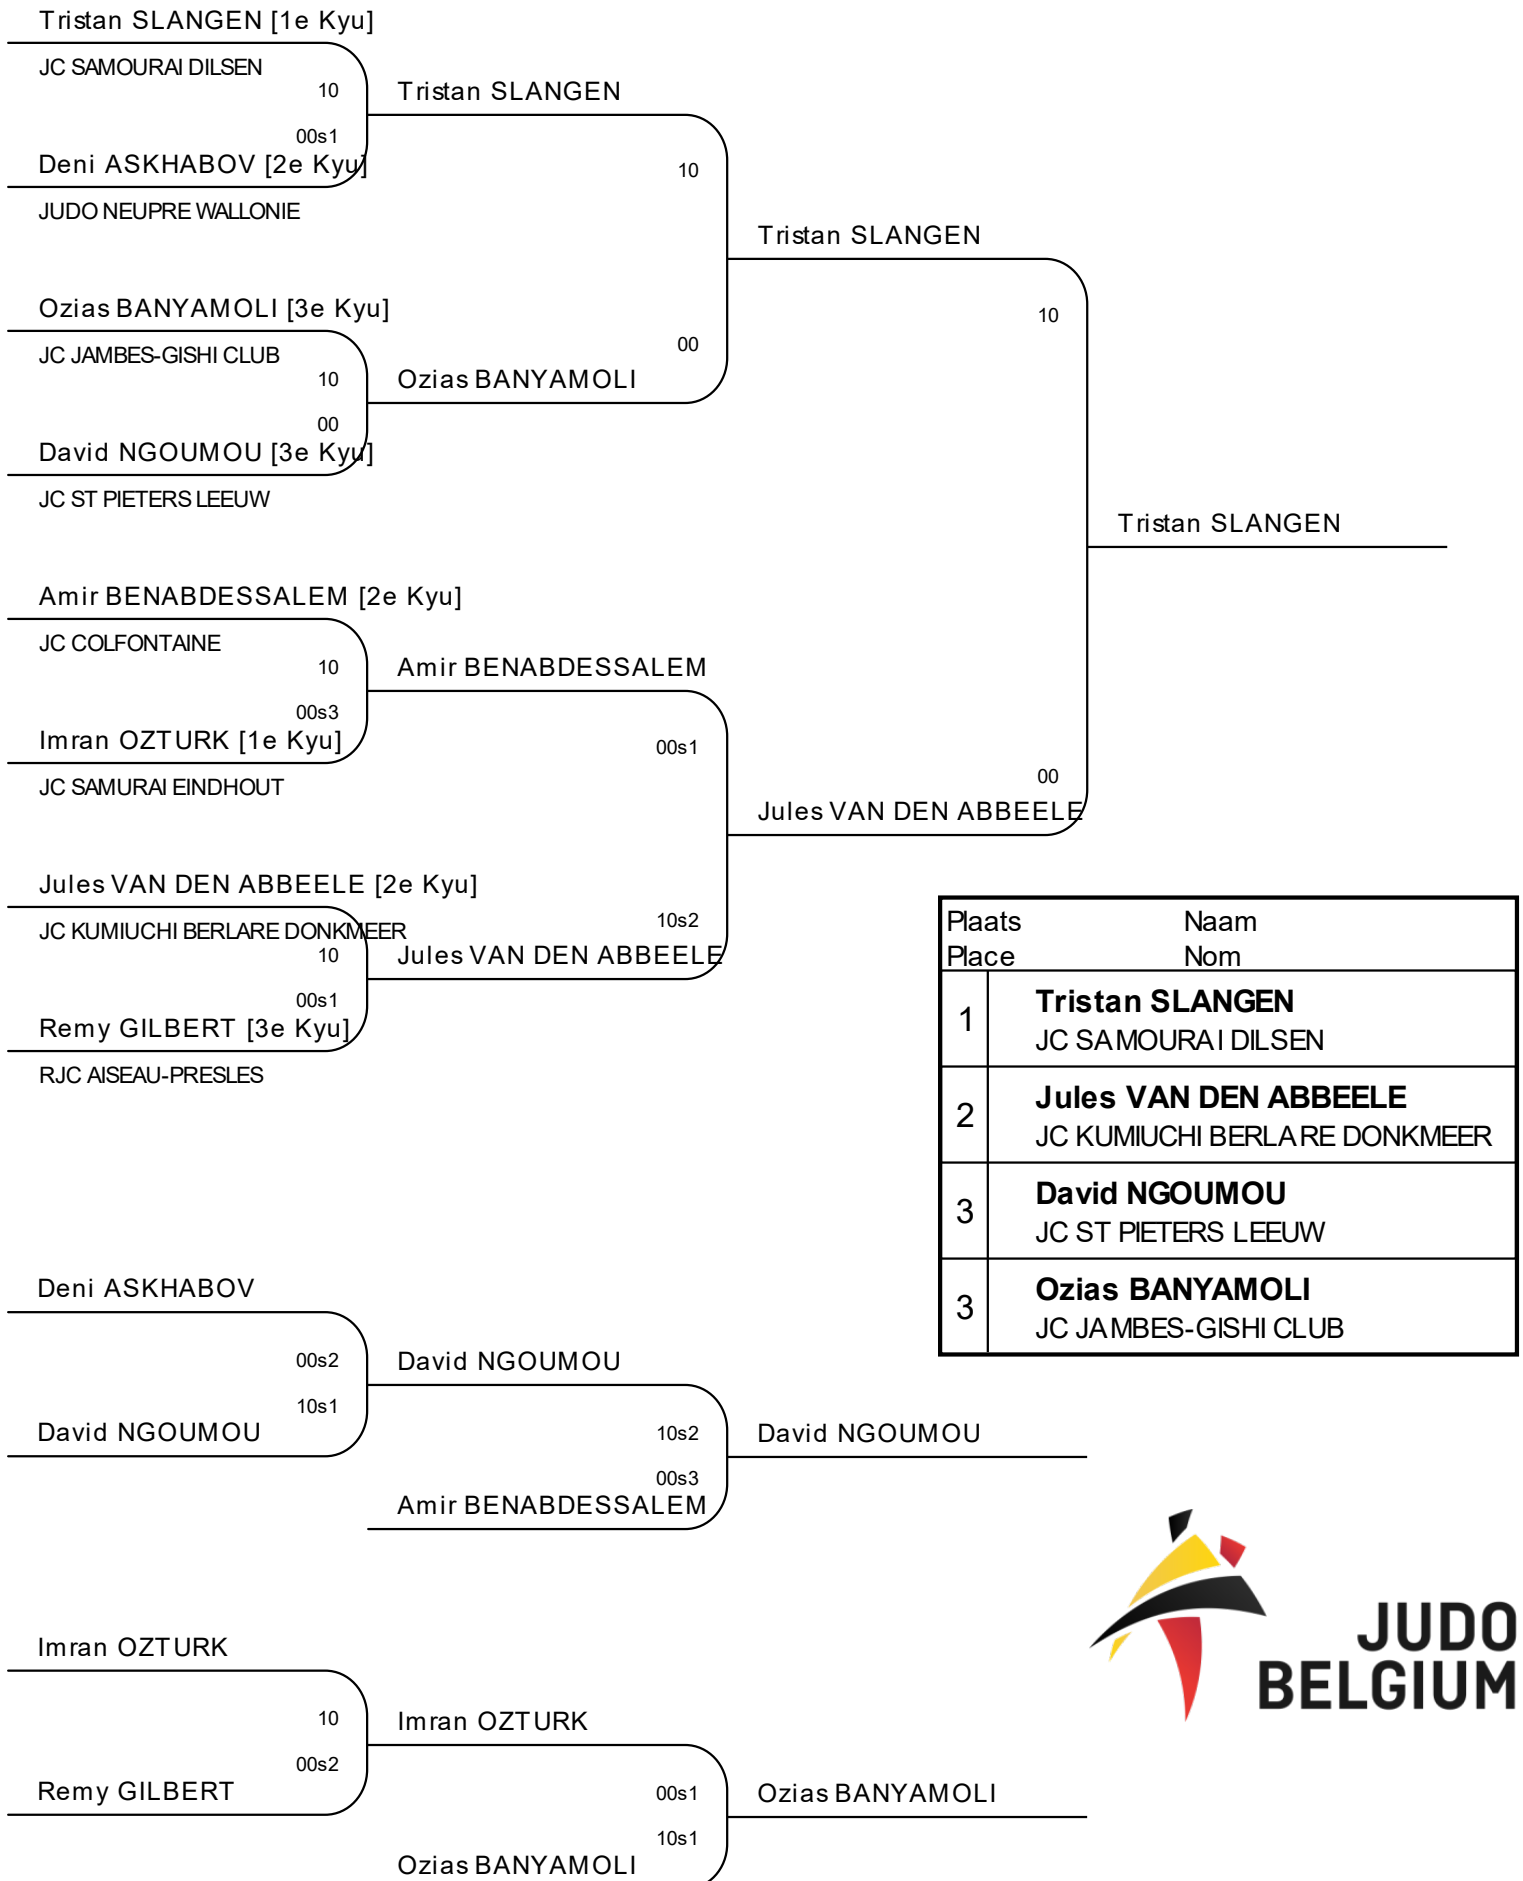 Tristan SLANGEN [1e Kyu]
JC SAMOURAI DILSEN
10
Tristan SLANGEN
00s1
Deni ASKHABOV [2e Kyu]
10
JUDO NEUPRE WALLONIE
Tristan SLANGEN
Ozias BANYAMOLI [3e Kyu]
10
JC JAMBES-GISHI CLUB
00
10
Ozias BANYAMOLI
00
David NGOUMOU [3e Kyu]
JC ST PIETERS LEEUW
Tristan SLANGEN
Amir BENABDESSALEM [2e Kyu]
JC COLFONTAINE
10
Amir BENABDESSALEM
00s3
Imran OZTURK [1e Kyu]
00s1
JC SAMURAI EINDHOUT
00
Jules VAN DEN ABBEELE
Jules VAN DEN ABBEELE [2e Kyu]
JC KUMIUCHI BERLARE DONKMEER
10s2
10
Jules VAN DEN ABBEELE
00s1
Remy GILBERT [3e Kyu]
RJC AISEAU-PRESLES
Plaats Naam
Place Nom
1 Tristan SLANGEN
JC SAMOURAI DILSEN
2 Jules VAN DEN ABBEELE
JC KUMIUCHI BERLARE DONKMEER
3 David NGOUMOU
JC ST PIETERS LEEUW
3 Ozias BANYAMOLI
JC JAMBES-GISHI CLUB
Deni ASKHABOV
00s2
David NGOUMOU
10s1
David NGOUMOU
10s2
David NGOUMOU
00s3
Amir BENABDESSALEM
Imran OZTURK
10
Imran OZTURK
00s2
Remy GILBERT
00s1
Ozias BANYAMOLI
10s1
Ozias BANYAMOLI
JUDO
BELGIUM